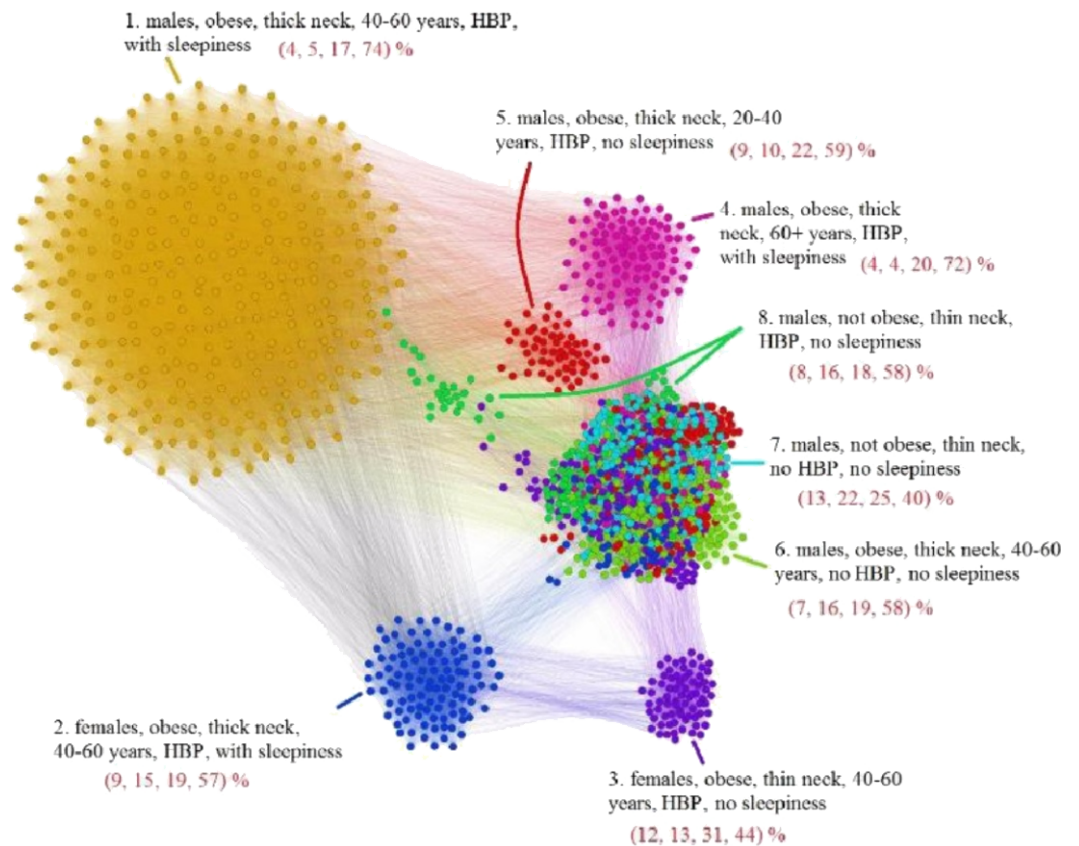 1. males, obese, thick neck, 40-60 years, HBP,
with sleepiness (4, 5, 17, 74) %
5. males, obese, thick neck, 20-40
years, HBP, no sleepiness (9, 10, 22, 59) %
4. males, obese, thick
neck, 60+ years, HBP,
with sleepiness (4, 4, 20, 72) %
8. males, not obese, thin neck,
HBP, no sleepiness
(8, 16, 18, 58) %
7. males, not obese, thin neck,
no HBP, no sleepiness
(13, 22, 25, 40) %
6. males, obese, thick neck, 40-60
years, no HBP, no sleepiness
(7, 16, 19, 58) %
2. females, obese, thick neck,
40-60 years, HBP, with sleepiness
(9, 15, 19, 57) %
3. females, obese, thin neck, 40-60
years, HBP, no sleepiness
(12, 13, 31, 44) %